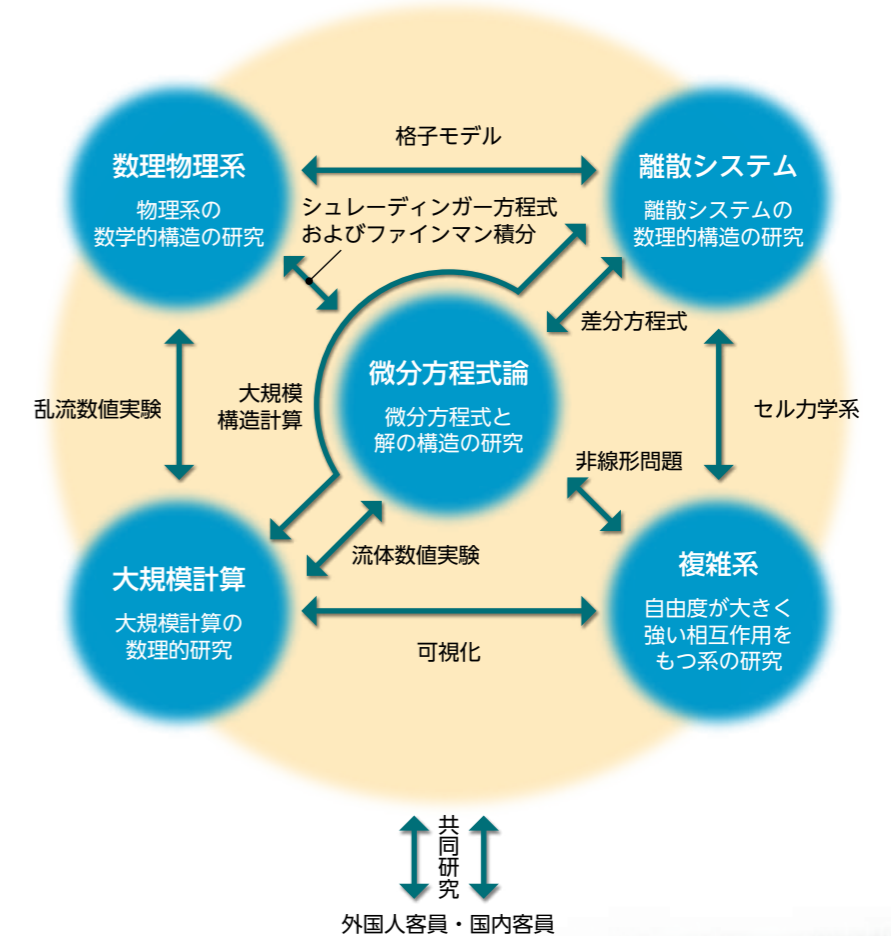 格子モデル
数理物理系
物理系の
数学的構造の研究
離散システム
離散システムの
数理的構造の研究
シュレーディンガー方程式
およびファインマン積分
差分方程式
微分方程式論
微分方程式と
解の構造の研究
大規模
構造計算
乱流数値実験
セル力学系
非線形問題
流体数値実験
大規模計算
大規模計算の
数理的研究
複雑系
自由度が大きく
強い相互作用を
もつ系の研究
可視化
共同研究
外国人客員・国内客員